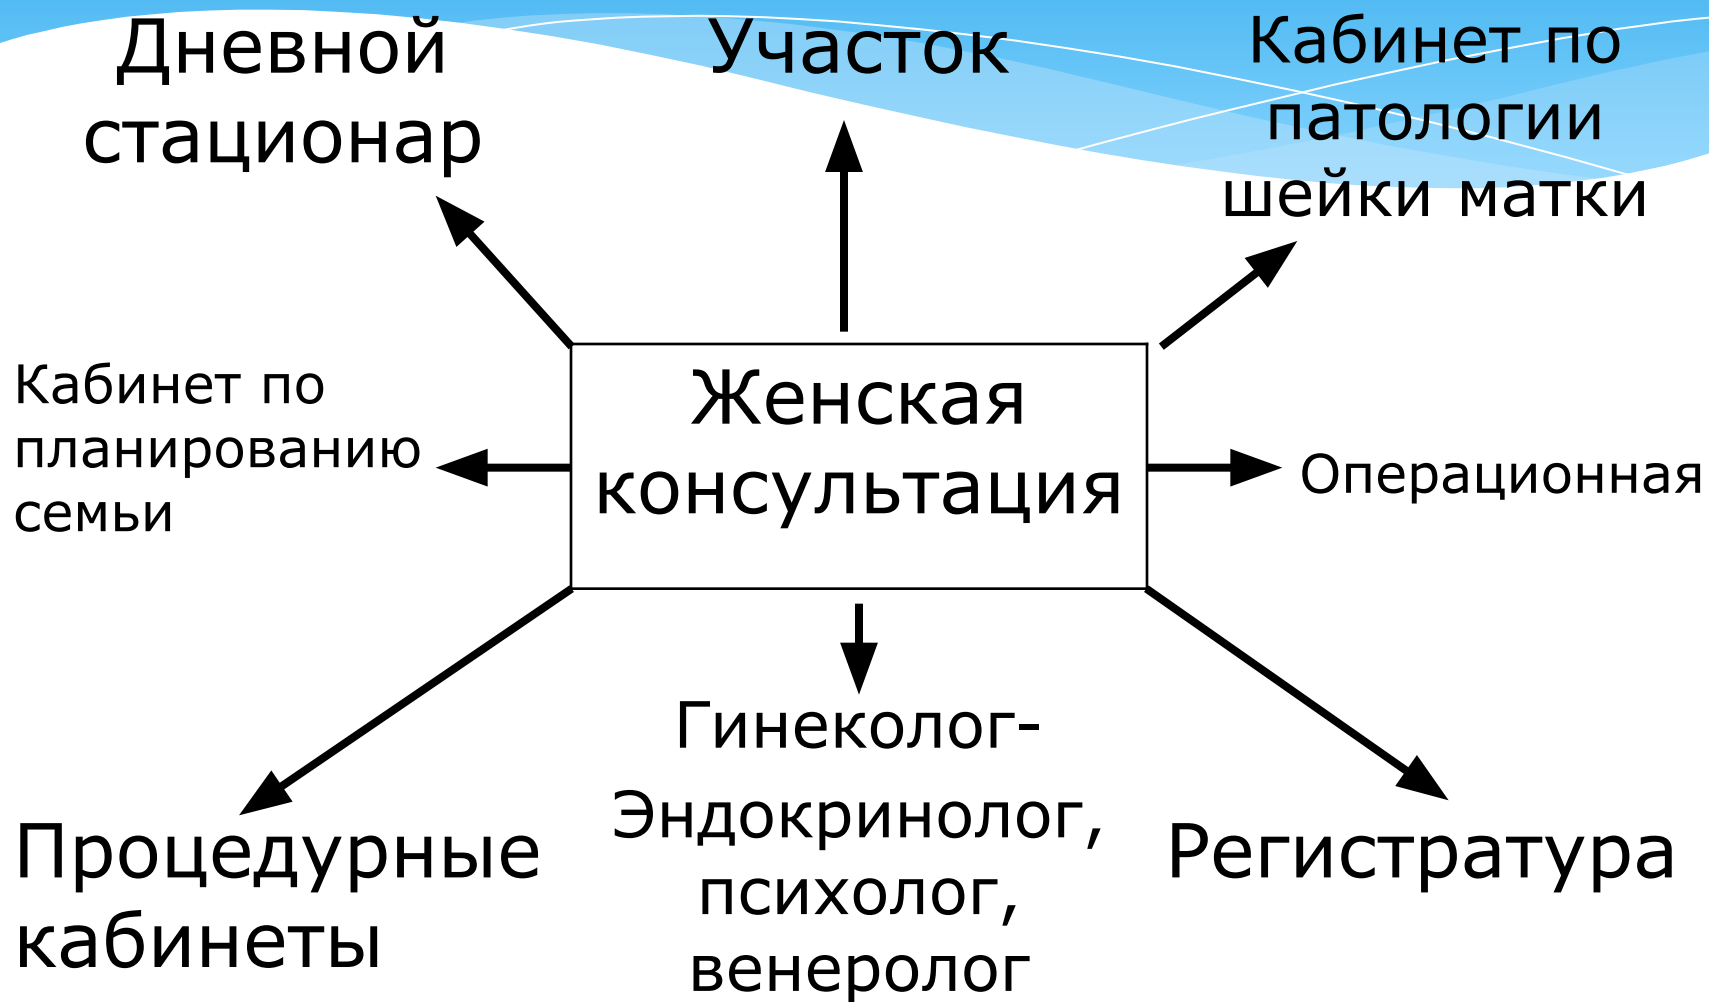 Дневной
стационар
Участок
Кабинет по
патологии
шейки матки
Кабинет по
планированию
семьи
Женская
консультация
Операционная
Процедурные
кабинеты
Гинеколог-
Эндокринолог,
психолог,
венеролог
Регистратура